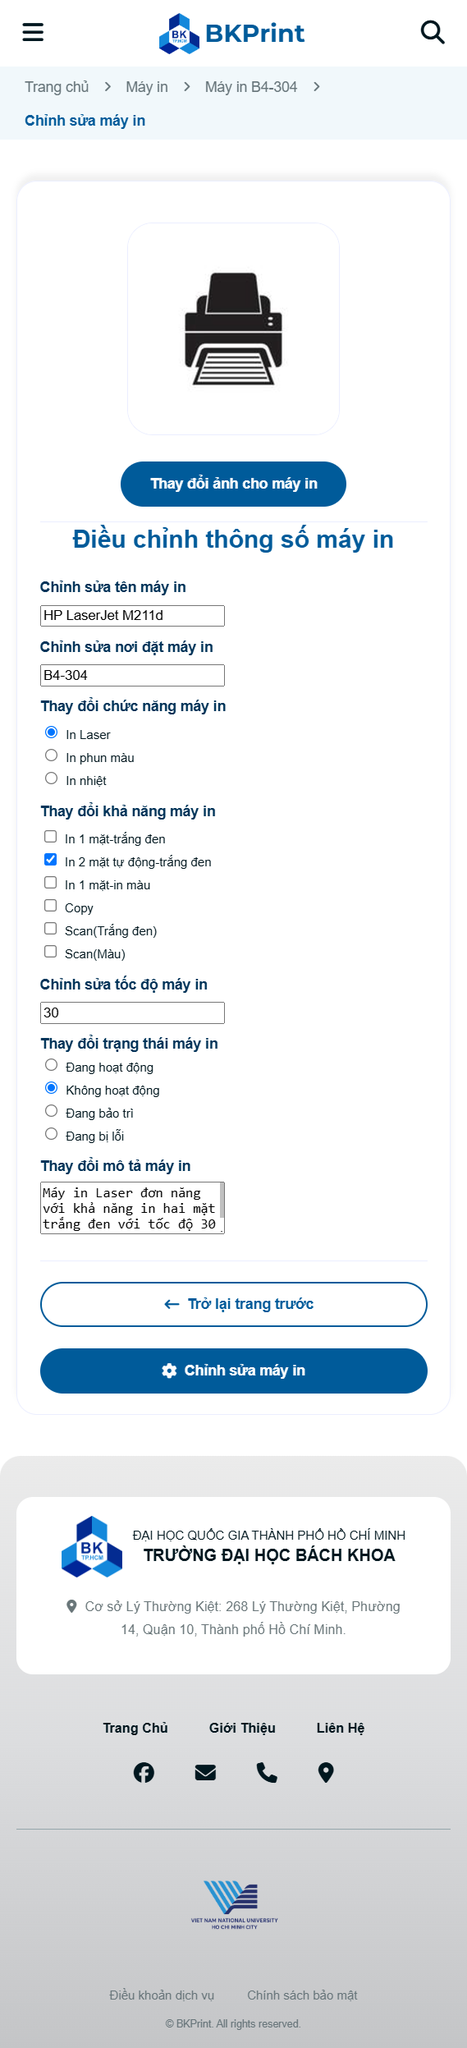 BK
TP.HCM
BKPrint
Trang chủ
Máy in
Máy in B4-304
Chỉnh sửa máy in
Thay đổi ảnh cho máy in
Điều chỉnh thông số máy in
Chỉnh sửa tên máy in
HP LaserJet M211d
Chỉnh sửa nơi đặt máy in
B4-304
Thay đổi chức năng máy in
In Laser
In phun màu
In nhiệt
Thay đổi khả năng máy in
In 1 mặt-trắng đen
In 2 mặt tự động-trắng đen
In 1 mặt-in màu
Copy
Scan(Trắng đen)
Scan(Màu)
Chỉnh sửa tốc độ máy in
30
Thay đổi trạng thái máy in
Đang hoạt động
Không hoạt động
Đang bảo trì
Đang bị lỗi
Thay đổi mô tả máy in
Máy in Laser đơn năng
với khả năng in hai mặt
trắng đen với tốc độ 30
Trở lại trang trước
Chỉnh sửa máy in
BK
TP.HCM
ĐẠI HỌC QUỐC GIA THÀNH PHỐ HỒ CHÍ MINH
TRƯỜNG ĐẠI HỌC BÁCH KHOA
Cơ sở Lý Thường Kiệt: 268 Lý Thường Kiệt, Phường
14, Quận 10, Thành phố Hồ Chí Minh.
Trang Chủ
Giới Thiệu
Liên Hệ
VIET NAM NATIONAL UNIVERSITY
HO CHI MINH CITY
Điều khoản dịch vụ
Chính sách bảo mật
© BKPrint. All rights reserved.